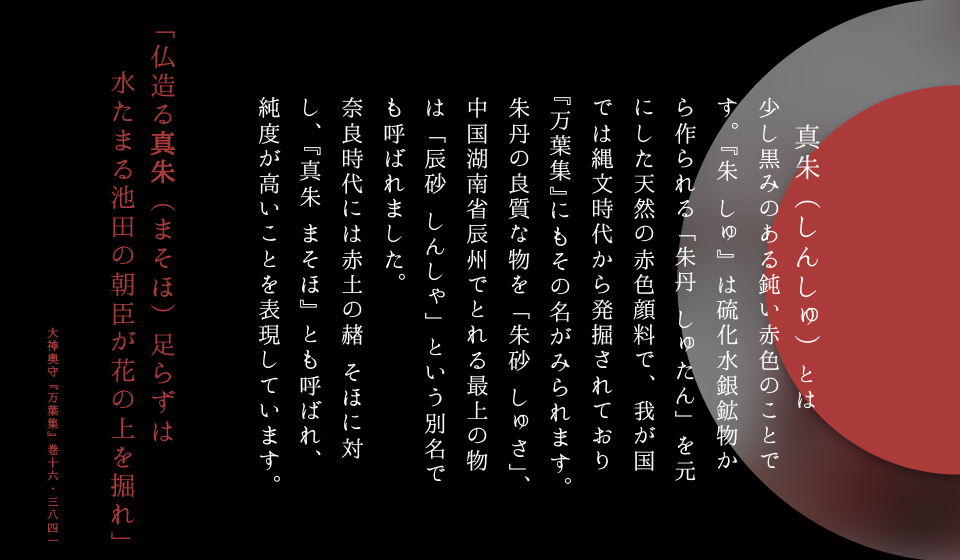 真朱（しんしゅ）とは
少し黒みのある鈍い赤色のことで
す。『朱 しゅ』は硫化水銀鉱物か
ら作られる「朱丹 しゅたん」を元
にした天然の赤色顔料で、我が国
では縄文時代から発掘されており
『万葉集』にもその名がみられます。
朱丹の良質な物を「朱砂 しゅさ」、
中国湖南省辰州でとれる最上の物
は「辰砂 しんしゃ」という別名で
も呼ばれました。
奈良時代には赤土の赭 そほに対
し、『真朱 まそほ』とも呼ばれ、
純度が高いことを表現しています。
「仏造る真朱（まそほ）足らずは
水たまる池田の朝臣が花の上を掘れ」
大神奥守『万葉集』巻十六・三八四一